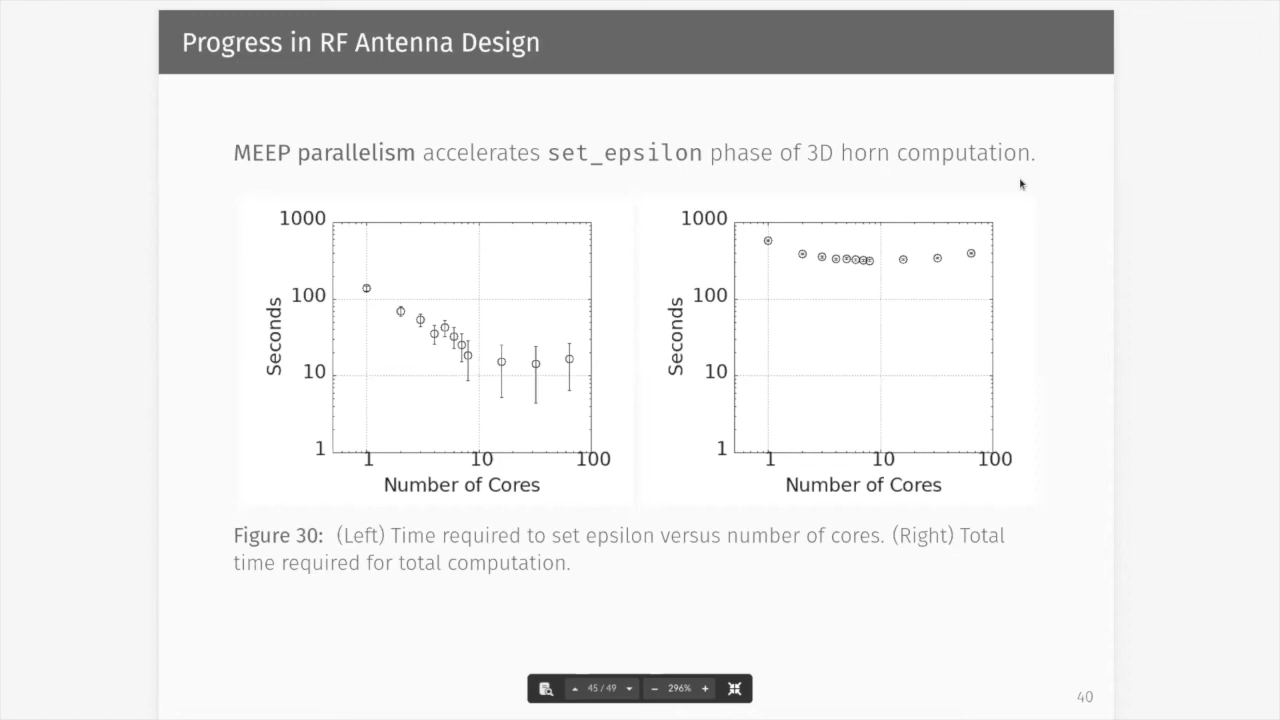 Progress in RF Antenna Design
MEEP parallelism accelerates set_epsilon phase of 3D horn computation.
1000
100
10
1
Seconds
1 10 100
Number of Cores
1000
100
10
1
Seconds
1 10 100
Number of Cores
Figure 30: (Left) Time required to set epsilon versus number of cores. (Right) Total
time required for total computation.
45 / 49 − 296% +
40